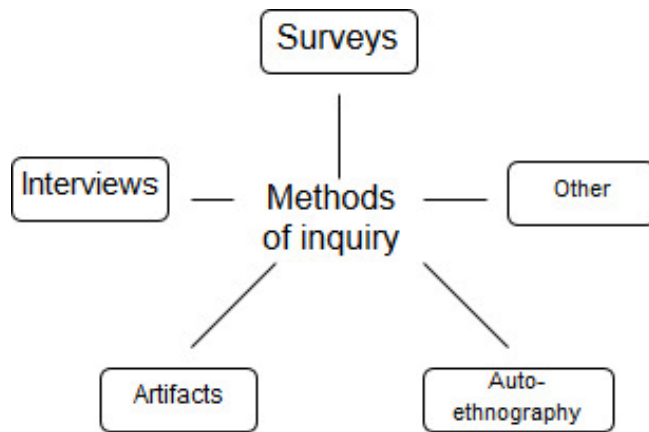 Surveys
Interviews
Methods
of inquiry
Other
Artifacts
Auto-
ethnography